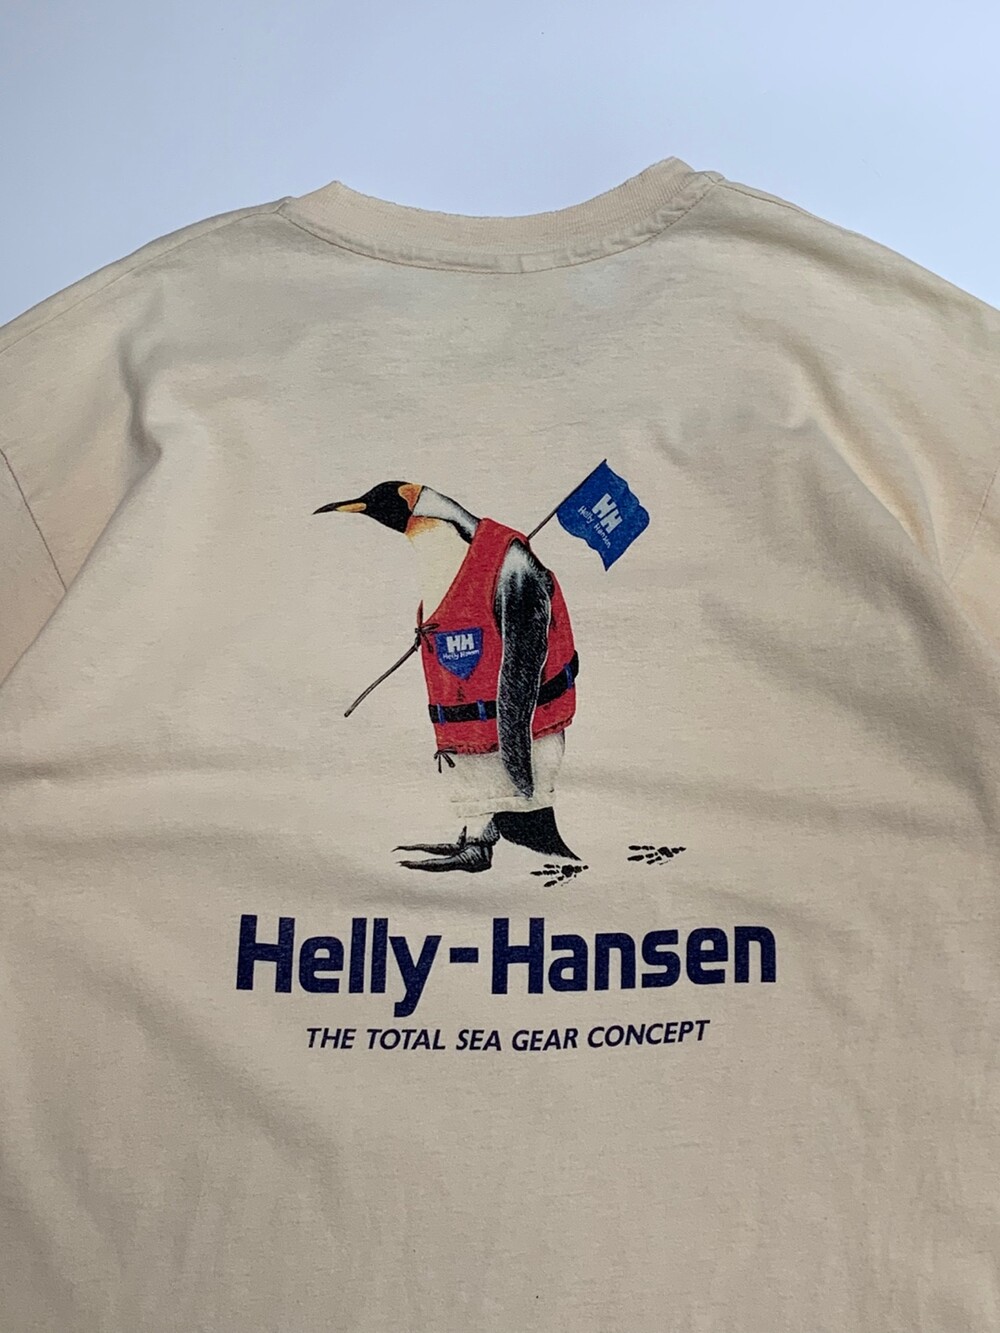 HH
Helly Hansen
HH
Helly Hansen
Helly-Hansen
THE TOTAL SEA GEAR CONCEPT